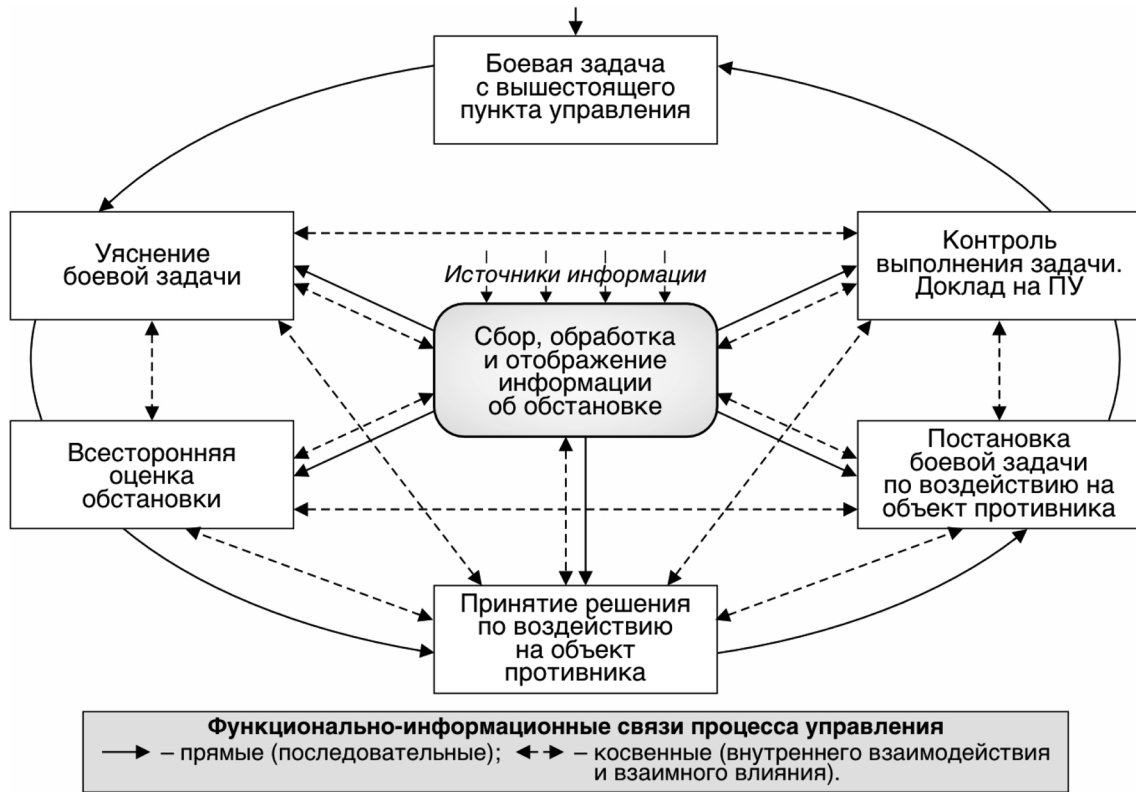 Боевая задача
с вышестоящего
пункта управления
Уяснение
боевой задачи
Контроль
выполнения задачи.
Доклад на ПУ
Источники информации
Сбор, обработка
и отображение
информации
об обстановке
Всесторонняя
оценка
обстановки
Постановка
боевой задачи
по воздействию на
объект противника
Принятие решения
по воздействию
на объект
противника
Функционально-информационные связи процесса управления
– прямые (последовательные); – косвенные (внутреннего взаимодействия
и взаимного влияния).